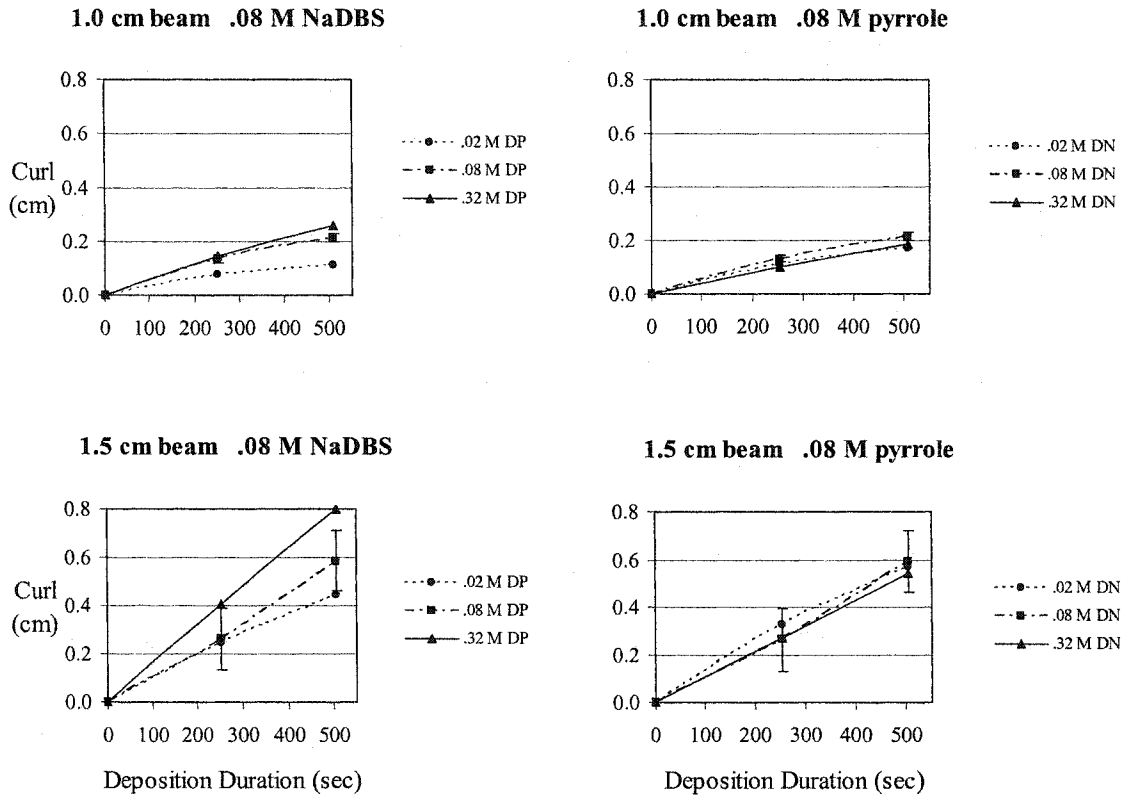 1.0 cm beam .08 M NaDBS
0.8
0.6
0.4
0.2
0.0
Curl
(cm)
0 100 200 300 400 500
.02 M DP
.08 M DP
.32 M DP
1.0 cm beam .08 M pyrrole
0.8
0.6
0.4
0.2
0.0
0 100 200 300 400 500
.02 M DN
.08 M DN
.32 M DN
1.5 cm beam .08 M NaDBS
0.8
0.6
0.4
0.2
0.0
Curl
(cm)
0 100 200 300 400 500
Deposition Duration (sec)
.02 M DP
.08 M DP
.32 M DP
1.5 cm beam .08 M pyrrole
0.8
0.6
0.4
0.2
0.0
0 100 200 300 400 500
Deposition Duration (sec)
.02 M DN
.08 M DN
.32 M DN